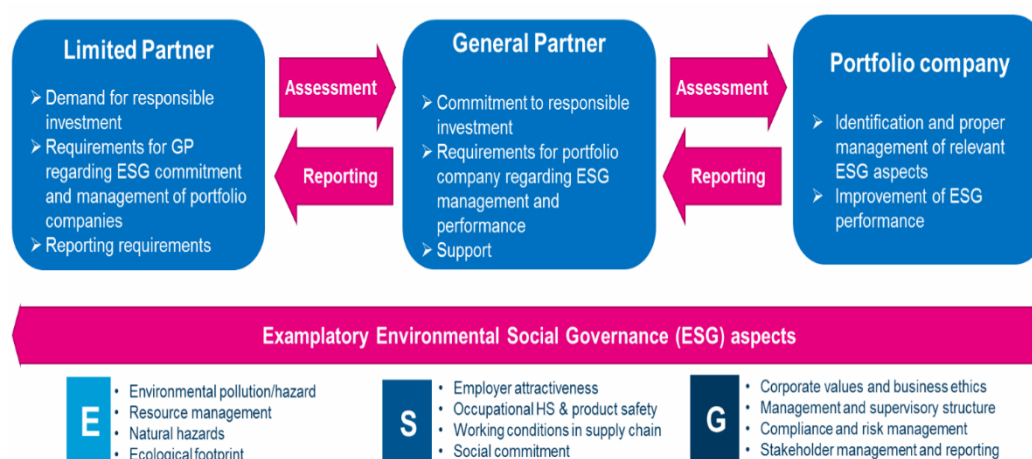 Limited Partner
➢ Demand for responsible
investment
➢ Requirements for GP
regarding ESG commitment
and management of portfolio
companies
➢ Reporting requirements
Assessment
Reporting
General Partner
➢ Commitment to responsible
investment
➢ Requirements for portfolio
company regarding ESG
management and
performance
➢ Support
Assessment
Reporting
Portfolio company
➢ Identification and proper
management of relevant
ESG aspects
➢ Improvement of ESG
performance
Examplatory Environmental Social Governance (ESG) aspects
E
• Environmental pollution/hazard
• Resource management
• Natural hazards
• Ecological footprint
S
• Employer attractiveness
• Occupational HS & product safety
• Working conditions in supply chain
• Social commitment
G
• Corporate values and business ethics
• Management and supervisory structure
• Compliance and risk management
• Stakeholder management and reporting